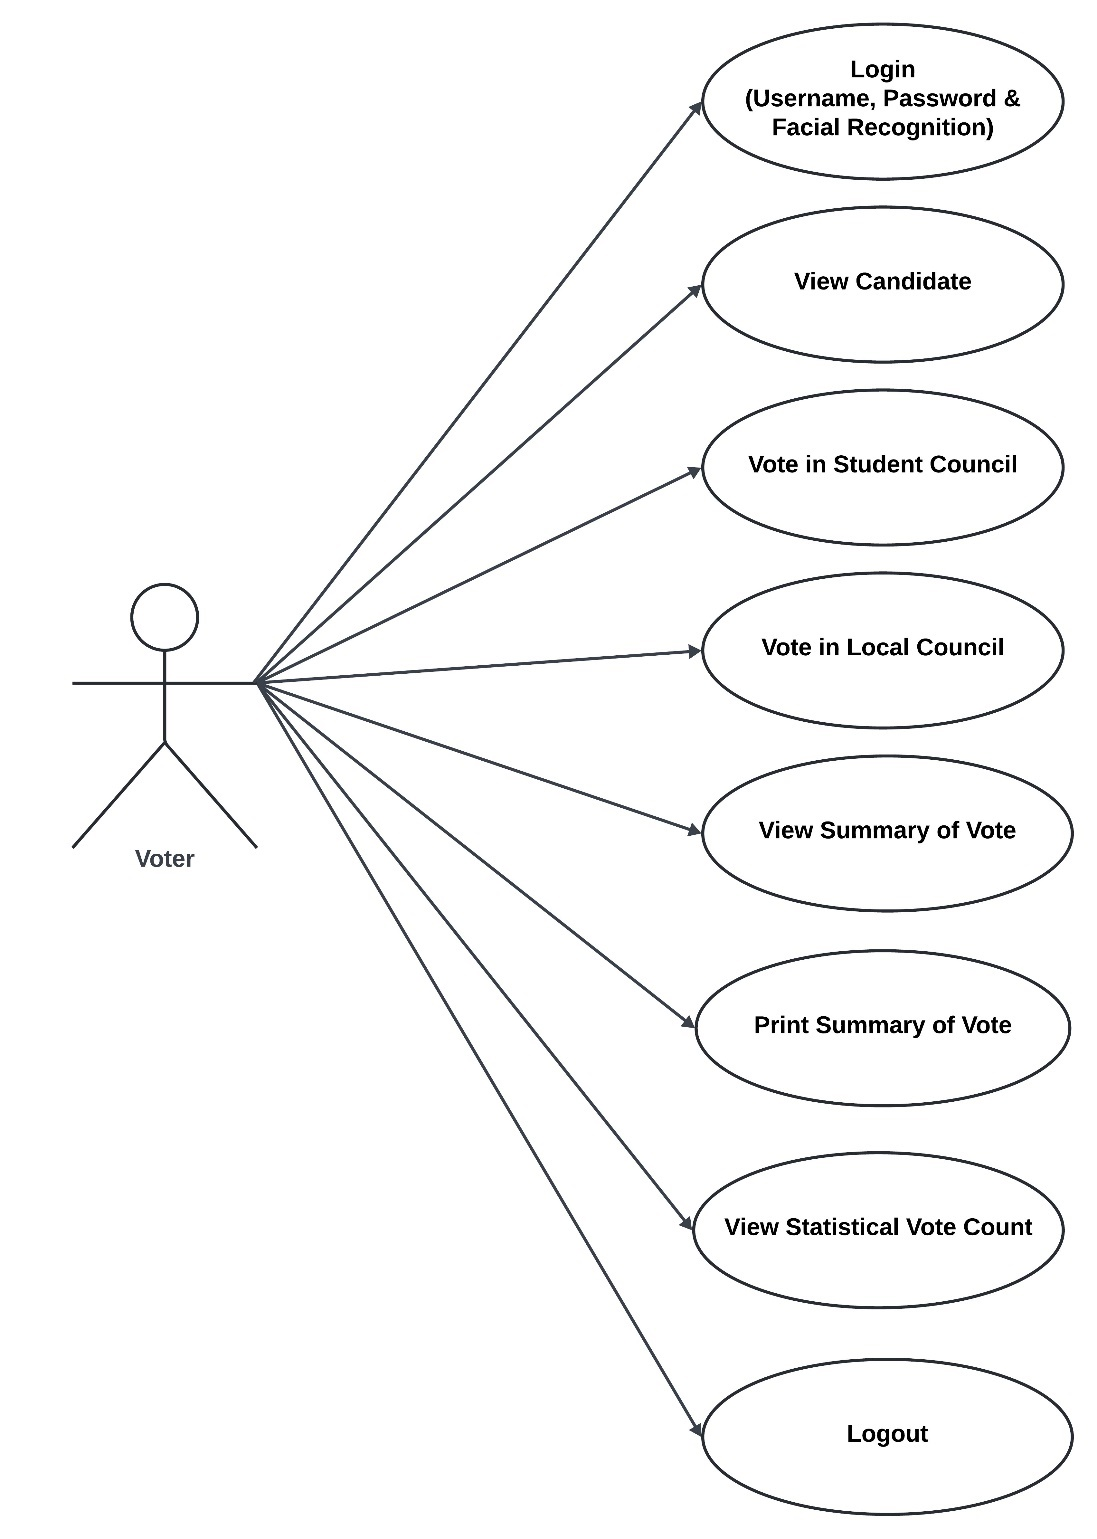 Login
(Username, Password &
Facial Recognition)
View Candidate
Vote in Student Council
Vote in Local Council
View Summary of Vote
Voter
Print Summary of Vote
View Statistical Vote Count
Logout